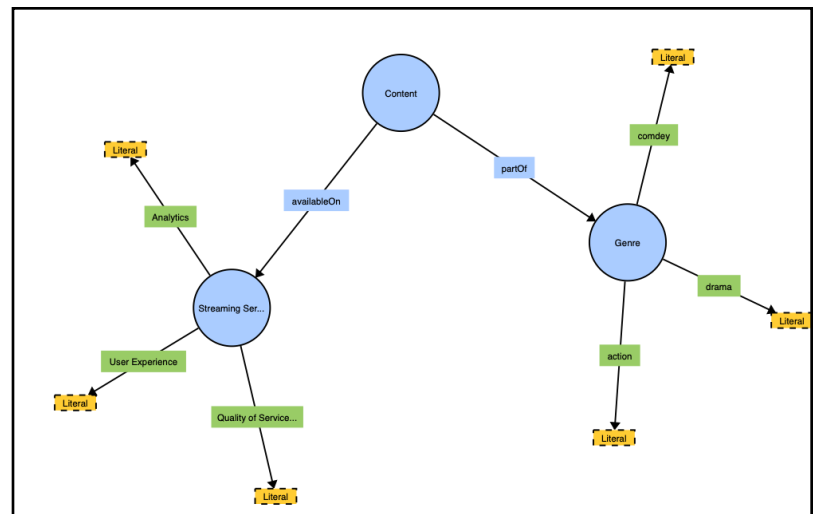 Content
Literal
comdey
Literal
partOf
availableOn
Analytics
Genre
drama
Streaming Ser...
Literal
action
User Experience
Literal
Quality of Service...
Literal
Literal